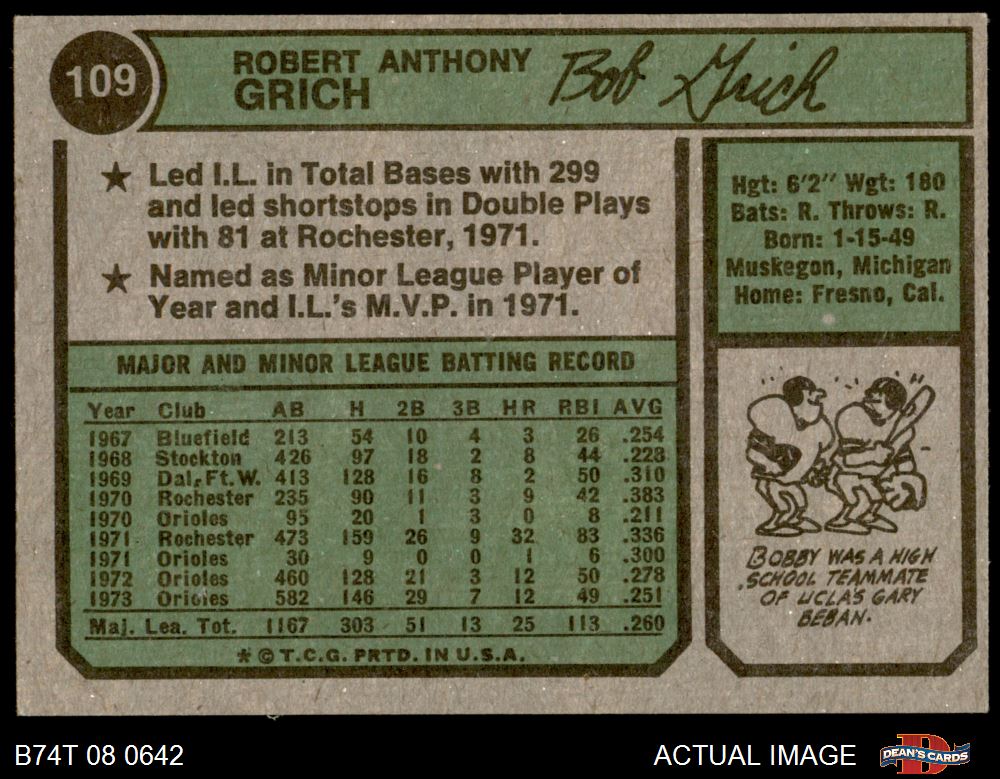 109
ROBERT ANTHONY
GRICH
Bob Grich
★ Led I.L. in Total Bases with 299
and led shortstops in Double Plays
with 81 at Rochester, 1971.
★ Named as Minor League Player of
Year and I.L.'s M.V.P. in 1971.
Hgt: 6'2" Wgt: 180
Bats: R. Throws: R.
Born: 1-15-49
Muskegon, Michigan
Home: Fresno, Cal.
MAJOR AND MINOR LEAGUE BATTING RECORD
Year Club AB H 2B 3B HR RBI AVG
1967 Bluefield 213 54 10 4 3 26 .254
1968 Stockton 426 97 18 2 8 44 .228
1969 Dal.Ft.W. 413 128 16 8 2 50 .310
1970 Rochester 235 90 11 3 9 42 .383
1970 Orioles 95 20 1 3 0 8 .211
1971 Rochester 473 159 26 9 32 83 .336
1971 Orioles 30 9 0 0 1 6 .300
1972 Orioles 460 128 21 3 12 50 .278
1973 Orioles 582 146 29 7 12 49 .251
Maj. Lea. Tot. 1167 303 51 13 25 113 .260
* © T.C.G. PRTD. IN U.S.A.
BOBBY WAS A HIGH
SCHOOL TEAMMATE
OF UCLA'S GARY
BEBAN.
B74T 08 0642
ACTUAL IMAGE
D
DEAN'S CARDS